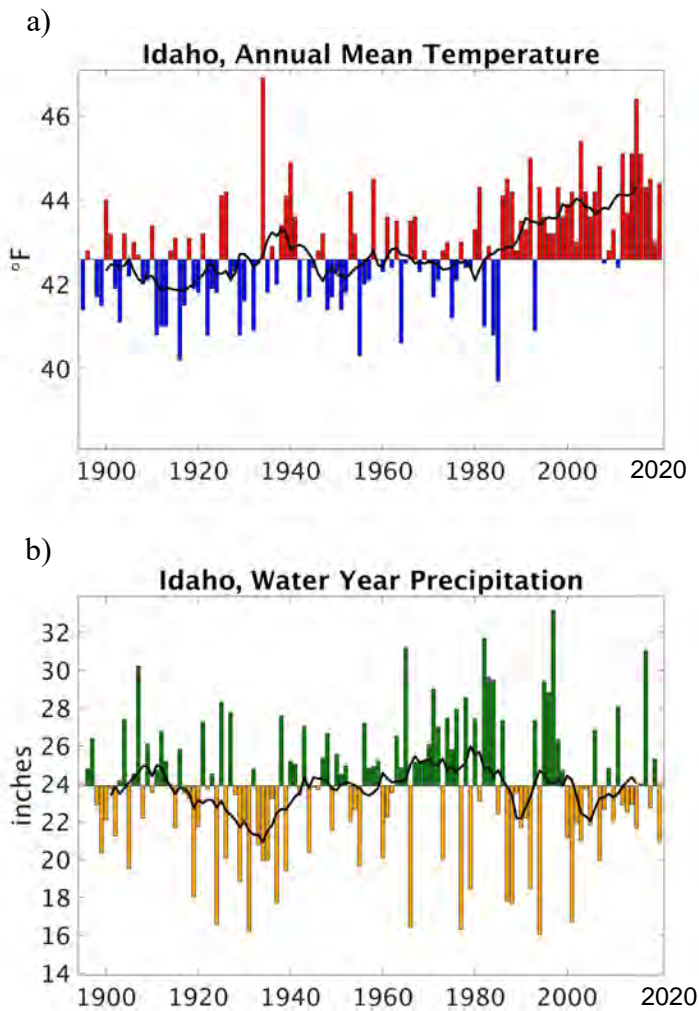 a)
Idaho, Annual Mean Temperature
46
44
°F
42
40
1900 1920 1940 1960 1980 2000 2020
b)
Idaho, Water Year Precipitation
32
30
28
26
inches
24
22
20
18
16
14
1900 1920 1940 1960 1980 2000 2020